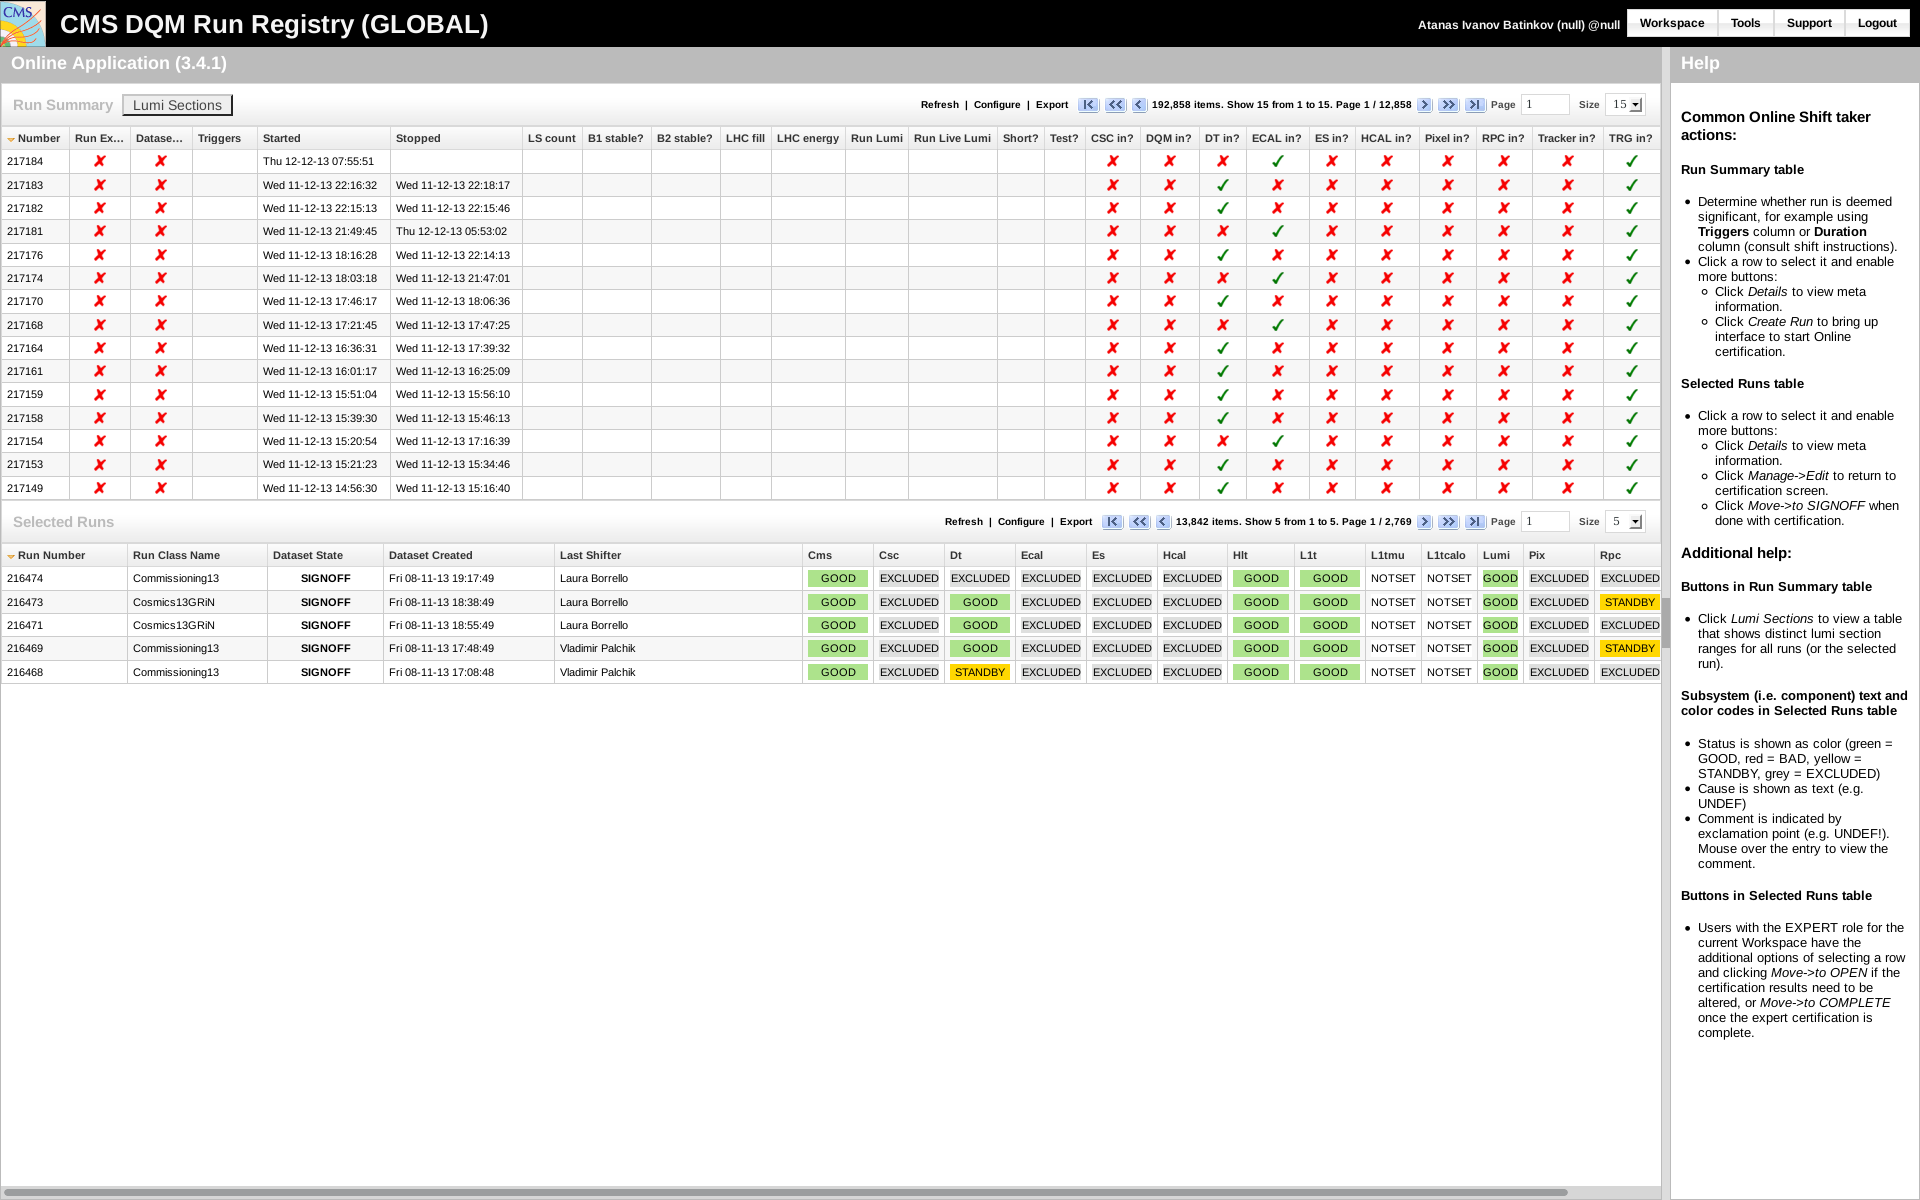 CMS
CMS DQM Run Registry (GLOBAL)
Atanas Ivanov Batinkov (null) @null Workspace Tools Support Logout
Online Application (3.4.1)
Run Summary Lumi Sections Refresh | Configure | Export 192,858 items. Show 15 from 1 to 15. Page 1 / 12,858 Page 1 Size 15
Number Run Ex... Datase... Triggers Started Stopped LS count B1 stable? B2 stable? LHC fill LHC energy Run Lumi Run Live Lumi Short? Test? CSC in? DQM in? DT in? ECAL in? ES in? HCAL in? Pixel in? RPC in? Tracker in? TRG in?
217184 ✗ ✗ Thu 12-12-13 07:55:51 ✗ ✗ ✗ ✓ ✗ ✗ ✗ ✗ ✗ ✓
217183 ✗ ✗ Wed 11-12-13 22:16:32 Wed 11-12-13 22:18:17 ✗ ✗ ✓ ✗ ✗ ✗ ✗ ✗ ✗ ✓
217182 ✗ ✗ Wed 11-12-13 22:15:13 Wed 11-12-13 22:15:46 ✗ ✗ ✓ ✗ ✗ ✗ ✗ ✗ ✗ ✓
217181 ✗ ✗ Wed 11-12-13 21:49:45 Thu 12-12-13 05:53:02 ✗ ✗ ✗ ✓ ✗ ✗ ✗ ✗ ✗ ✓
217176 ✗ ✗ Wed 11-12-13 18:16:28 Wed 11-12-13 22:14:13 ✗ ✗ ✓ ✗ ✗ ✗ ✗ ✗ ✗ ✓
217174 ✗ ✗ Wed 11-12-13 18:03:18 Wed 11-12-13 21:47:01 ✗ ✗ ✗ ✓ ✗ ✗ ✗ ✗ ✗ ✓
217170 ✗ ✗ Wed 11-12-13 17:46:17 Wed 11-12-13 18:06:36 ✗ ✗ ✓ ✗ ✗ ✗ ✗ ✗ ✗ ✓
217168 ✗ ✗ Wed 11-12-13 17:21:45 Wed 11-12-13 17:47:25 ✗ ✗ ✗ ✓ ✗ ✗ ✗ ✗ ✗ ✓
217164 ✗ ✗ Wed 11-12-13 16:36:31 Wed 11-12-13 17:39:32 ✗ ✗ ✓ ✗ ✗ ✗ ✗ ✗ ✗ ✓
217161 ✗ ✗ Wed 11-12-13 16:01:17 Wed 11-12-13 16:25:09 ✗ ✗ ✓ ✗ ✗ ✗ ✗ ✗ ✗ ✓
217159 ✗ ✗ Wed 11-12-13 15:51:04 Wed 11-12-13 15:56:10 ✗ ✗ ✓ ✗ ✗ ✗ ✗ ✗ ✗ ✓
217158 ✗ ✗ Wed 11-12-13 15:39:30 Wed 11-12-13 15:46:13 ✗ ✗ ✓ ✗ ✗ ✗ ✗ ✗ ✗ ✓
217154 ✗ ✗ Wed 11-12-13 15:20:54 Wed 11-12-13 17:16:39 ✗ ✗ ✗ ✓ ✗ ✗ ✗ ✗ ✗ ✓
217153 ✗ ✗ Wed 11-12-13 15:21:23 Wed 11-12-13 15:34:46 ✗ ✗ ✓ ✗ ✗ ✗ ✗ ✗ ✗ ✓
217149 ✗ ✗ Wed 11-12-13 14:56:30 Wed 11-12-13 15:16:40 ✗ ✗ ✓ ✗ ✗ ✗ ✗ ✗ ✗ ✓
Selected Runs Refresh | Configure | Export 13,842 items. Show 5 from 1 to 5. Page 1 / 2,769 Page 1 Size 5
Run Number Run Class Name Dataset State Dataset Created Last Shifter Cms Csc Dt Ecal Es Hcal Hlt L1t L1tmu L1tcalo Lumi Pix Rpc
216474 Commissioning13 SIGNOFF Fri 08-11-13 19:17:49 Laura Borrello GOOD EXCLUDED EXCLUDED EXCLUDED EXCLUDED EXCLUDED GOOD GOOD NOTSET NOTSET GOOD EXCLUDED EXCLUDED
216473 Cosmics13GRiN SIGNOFF Fri 08-11-13 18:38:49 Laura Borrello GOOD EXCLUDED GOOD EXCLUDED EXCLUDED EXCLUDED GOOD GOOD NOTSET NOTSET GOOD EXCLUDED STANDBY
216471 Cosmics13GRiN SIGNOFF Fri 08-11-13 18:55:49 Laura Borrello GOOD EXCLUDED GOOD EXCLUDED EXCLUDED EXCLUDED GOOD GOOD NOTSET NOTSET GOOD EXCLUDED EXCLUDED
216469 Commissioning13 SIGNOFF Fri 08-11-13 17:48:49 Vladimir Palchik GOOD EXCLUDED GOOD EXCLUDED EXCLUDED EXCLUDED GOOD GOOD NOTSET NOTSET GOOD EXCLUDED STANDBY
216468 Commissioning13 SIGNOFF Fri 08-11-13 17:08:48 Vladimir Palchik GOOD EXCLUDED STANDBY EXCLUDED EXCLUDED EXCLUDED GOOD GOOD NOTSET NOTSET GOOD EXCLUDED EXCLUDED
Help
Common Online Shift taker
actions:
Run Summary table
• Determine whether run is deemed
significant, for example using
Triggers column or Duration
column (consult shift instructions).
• Click a row to select it and enable
more buttons:
◦ Click Details to view meta
information.
◦ Click Create Run to bring up
interface to start Online
certification.
Selected Runs table
• Click a row to select it and enable
more buttons:
◦ Click Details to view meta
information.
◦ Click Manage->Edit to return to
certification screen.
◦ Click Move->to SIGNOFF when
done with certification.
Additional help:
Buttons in Run Summary table
• Click Lumi Sections to view a table
that shows distinct lumi section
ranges for all runs (or the selected
run).
Subsystem (i.e. component) text and
color codes in Selected Runs table
• Status is shown as color (green =
GOOD, red = BAD, yellow =
STANDBY, grey = EXCLUDED)
• Cause is shown as text (e.g.
UNDEF)
• Comment is indicated by
exclamation point (e.g. UNDEF!).
Mouse over the entry to view the
comment.
Buttons in Selected Runs table
• Users with the EXPERT role for the
current Workspace have the
additional options of selecting a row
and clicking Move->to OPEN if the
certification results need to be
altered, or Move->to COMPLETE
once the expert certification is
complete.